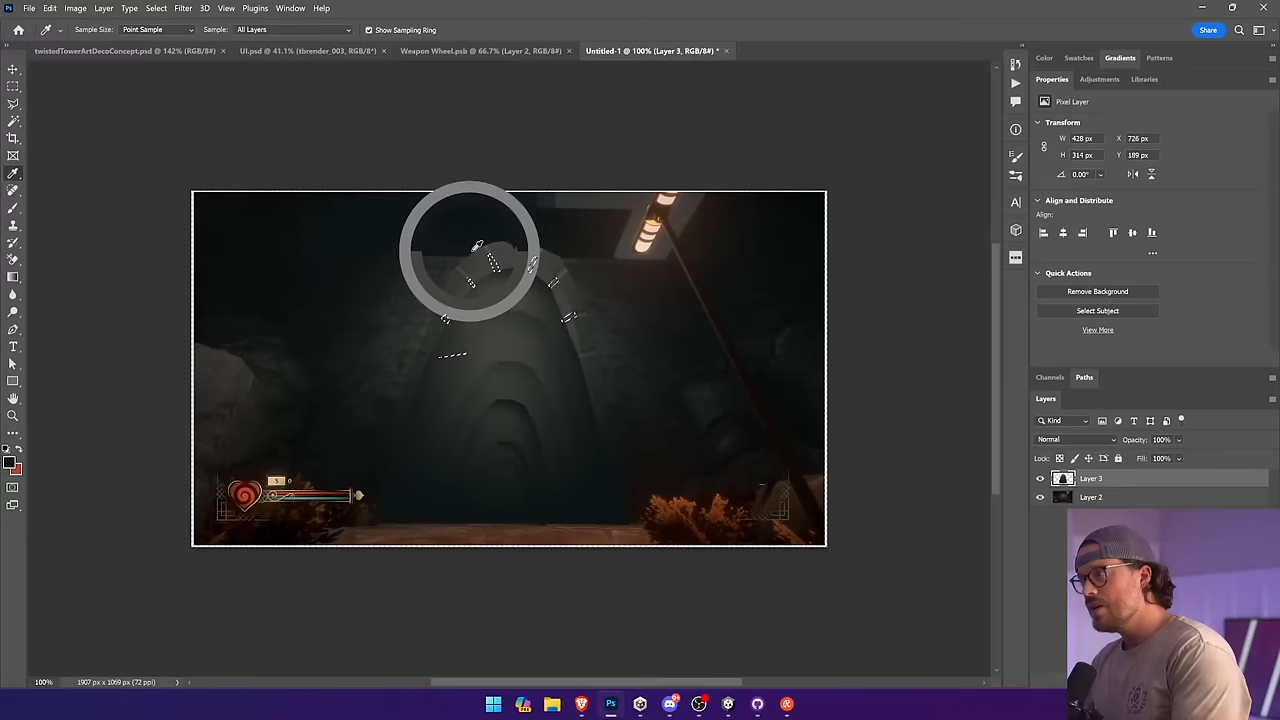 Ps File Edit Image Layer Type Select Filter 3D View Plugins Window Help
Sample Size: Point Sample Sample: All Layers Show Sampling Ring Share
twistedTowerArtDecoConcept.psd @ 142% (RGB/8#) × UI.psd @ 41.1% (tbrender_003, RGB/8*) × Weapon Wheel.psb @ 66.7% (Layer 2, RGB/8#) × Untitled-1 @ 100% (Layer 3, RGB/8#) * ×
Color Swatches Gradients Patterns
Properties Adjustments Libraries
Pixel Layer
Transform
W 428 px X 726 px
H 314 px Y 189 px
0.00°
Align and Distribute
Align:
Quick Actions
Remove Background
Select Subject
View More
Channels Paths
Layers
Kind
Normal Opacity: 100%
Lock: Fill: 100%
Layer 3
Layer 2
S 0
100% 1907 px x 1069 px (72 ppi)
Ps